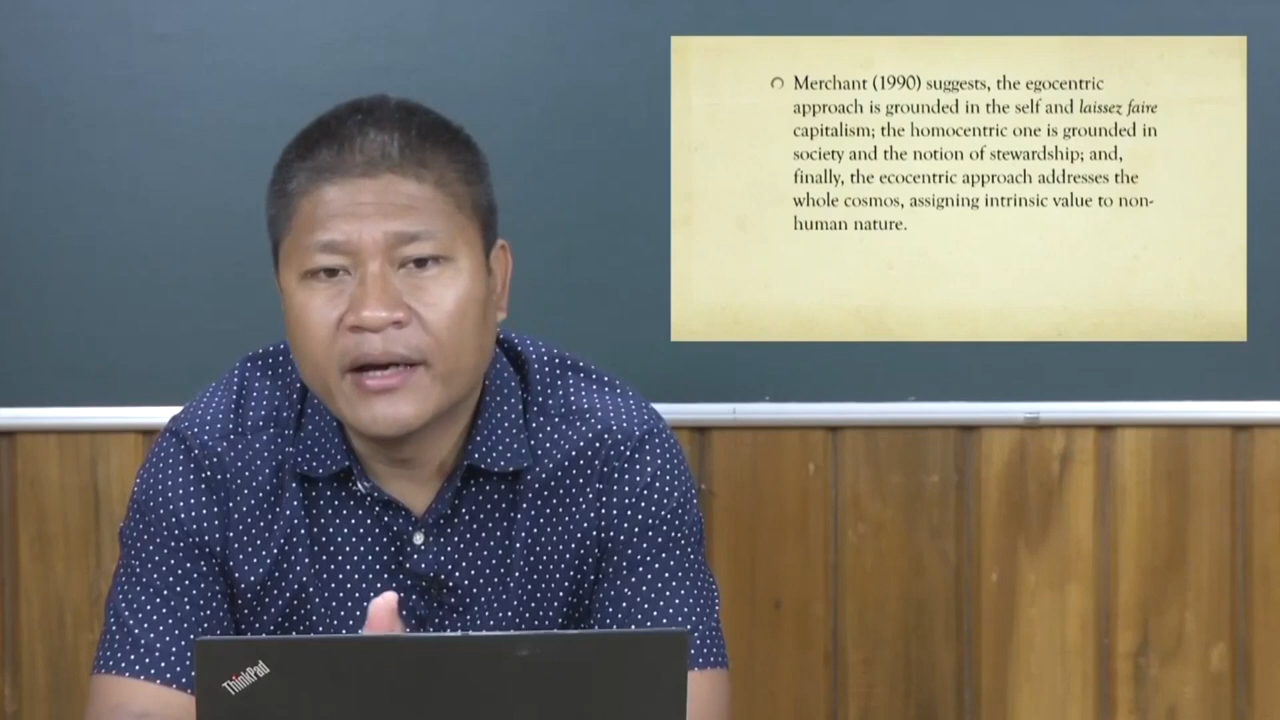 Merchant (1990) suggests, the egocentric
approach is grounded in the self and laissez faire
capitalism; the homocentric one is grounded in
society and the notion of stewardship; and,
finally, the ecocentric approach addresses the
whole cosmos, assigning intrinsic value to non-
human nature.
ThinkPad